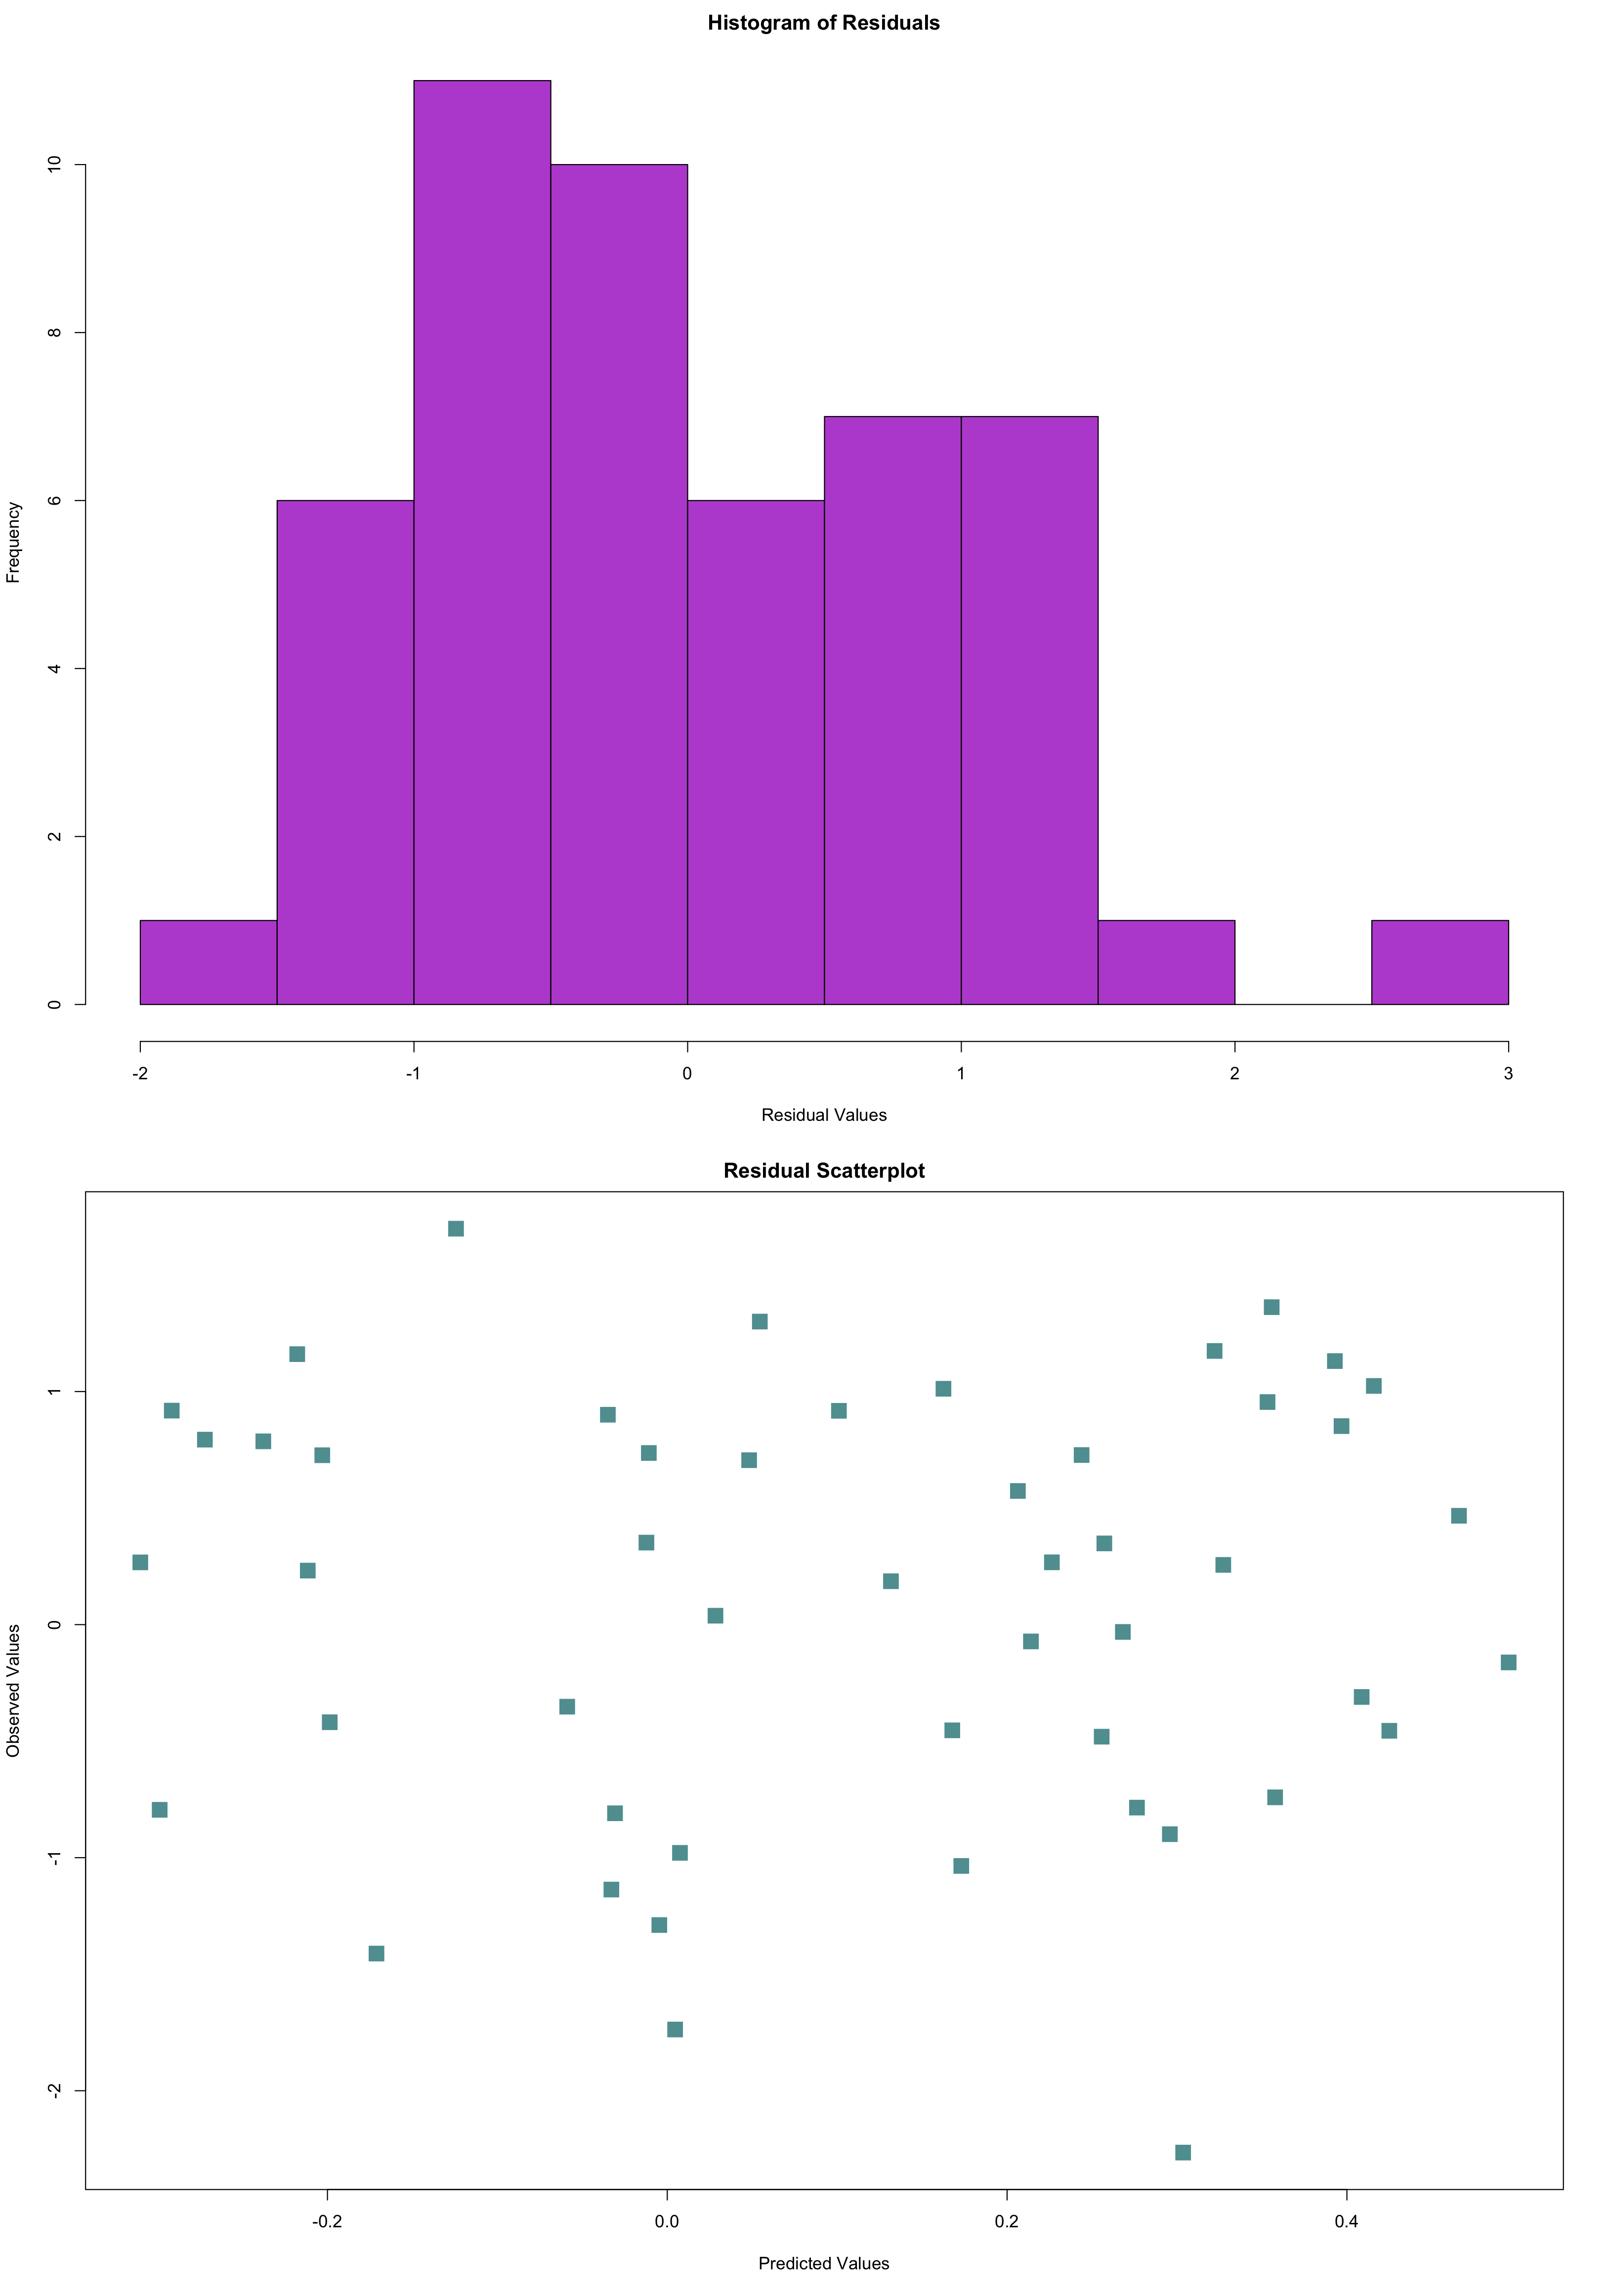 Histogram of Residuals
10
8
6
4
2
0
Frequency
-2 -1 0 1 2 3
Residual Values
Residual Scatterplot
1
0
-1
-2
Observed Values
-0.2 0.0 0.2 0.4
Predicted Values